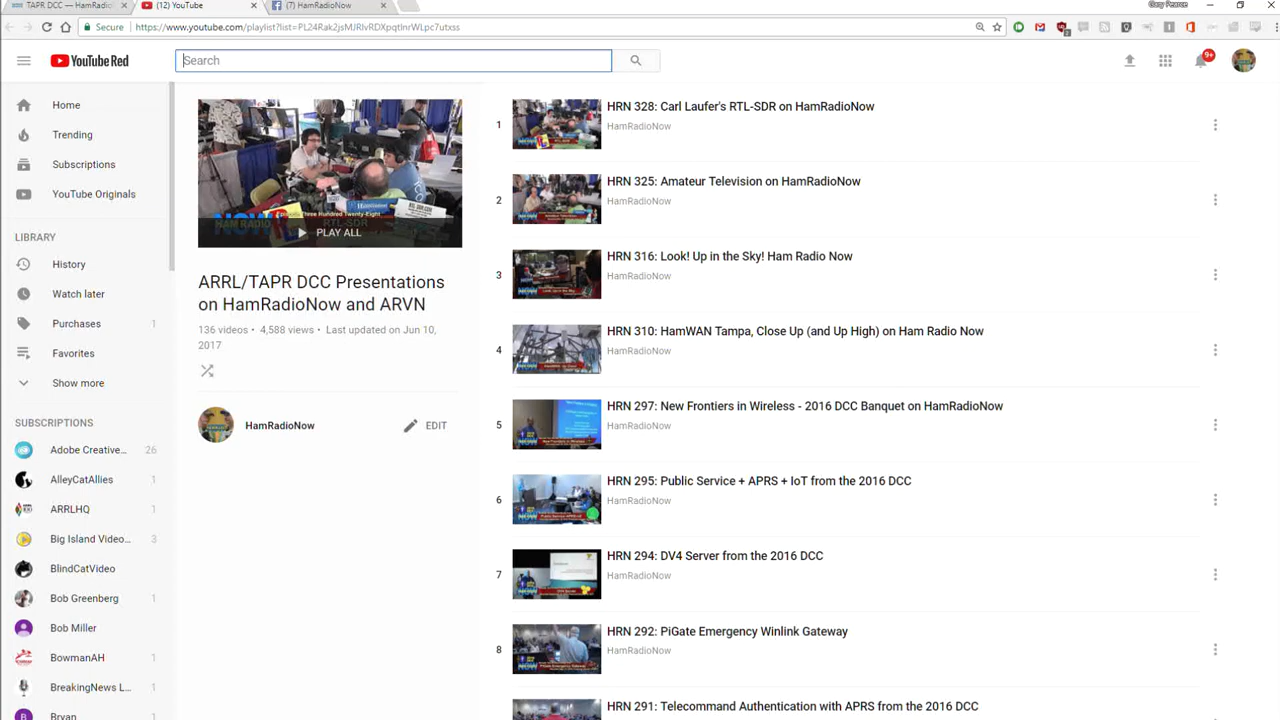 TAPR DCC — HamRadio
(12) YouTube
(7) HamRadioNow
Gary Pearce
Secure
YouTube Red
Search
9+
Home
Trending
Subscriptions
YouTube Originals
LIBRARY
History
Watch later
Purchases 1
Favorites
Show more
SUBSCRIPTIONS
Adobe Creative... 26
AlleyCatAllies 1
ARRLHQ 1
Big Island Video... 3
BlindCatVideo
Bob Greenberg
Bob Miller
BowmanAH 1
BreakingNews L... 1
Bryan
PLAY ALL
ARRL/TAPR DCC Presentations
on HamRadioNow and ARVN
136 videos • 4,588 views • Last updated on Jun 10,
2017
HamRadioNow
EDIT
1
HRN 328: Carl Laufer's RTL-SDR on HamRadioNow
HamRadioNow
2
HRN 325: Amateur Television on HamRadioNow
HamRadioNow
3
HRN 316: Look! Up in the Sky! Ham Radio Now
HamRadioNow
4
HRN 310: HamWAN Tampa, Close Up (and Up High) on Ham Radio Now
HamRadioNow
5
HRN 297: New Frontiers in Wireless - 2016 DCC Banquet on HamRadioNow
HamRadioNow
6
HRN 295: Public Service + APRS + IoT from the 2016 DCC
HamRadioNow
7
HRN 294: DV4 Server from the 2016 DCC
HamRadioNow
8
HRN 292: PiGate Emergency Winlink Gateway
HamRadioNow
HRN 291: Telecommand Authentication with APRS from the 2016 DCC